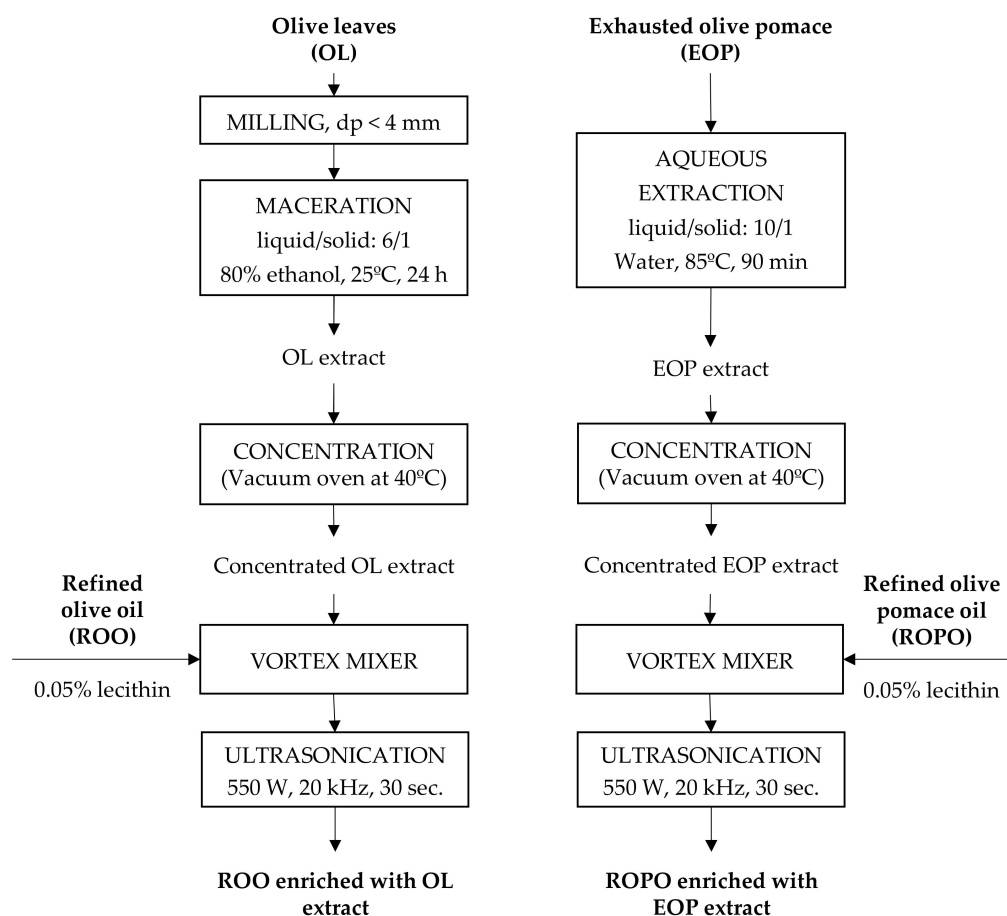 Olive leaves
(OL)
MILLING, dp < 4 mm
MACERATION
liquid/solid: 6/1
80% ethanol, 25ºC, 24 h
OL extract
CONCENTRATION
(Vacuum oven at 40ºC)
Concentrated OL extract
Refined
olive oil
(ROO)
0.05% lecithin
VORTEX MIXER
ULTRASONICATION
550 W, 20 kHz, 30 sec.
ROO enriched with OL
extract
Exhausted olive pomace
(EOP)
AQUEOUS
EXTRACTION
liquid/solid: 10/1
Water, 85ºC, 90 min
EOP extract
CONCENTRATION
(Vacuum oven at 40ºC)
Concentrated EOP extract
Refined olive
pomace oil
(ROPO)
0.05% lecithin
VORTEX MIXER
ULTRASONICATION
550 W, 20 kHz, 30 sec.
ROPO enriched with
EOP extract